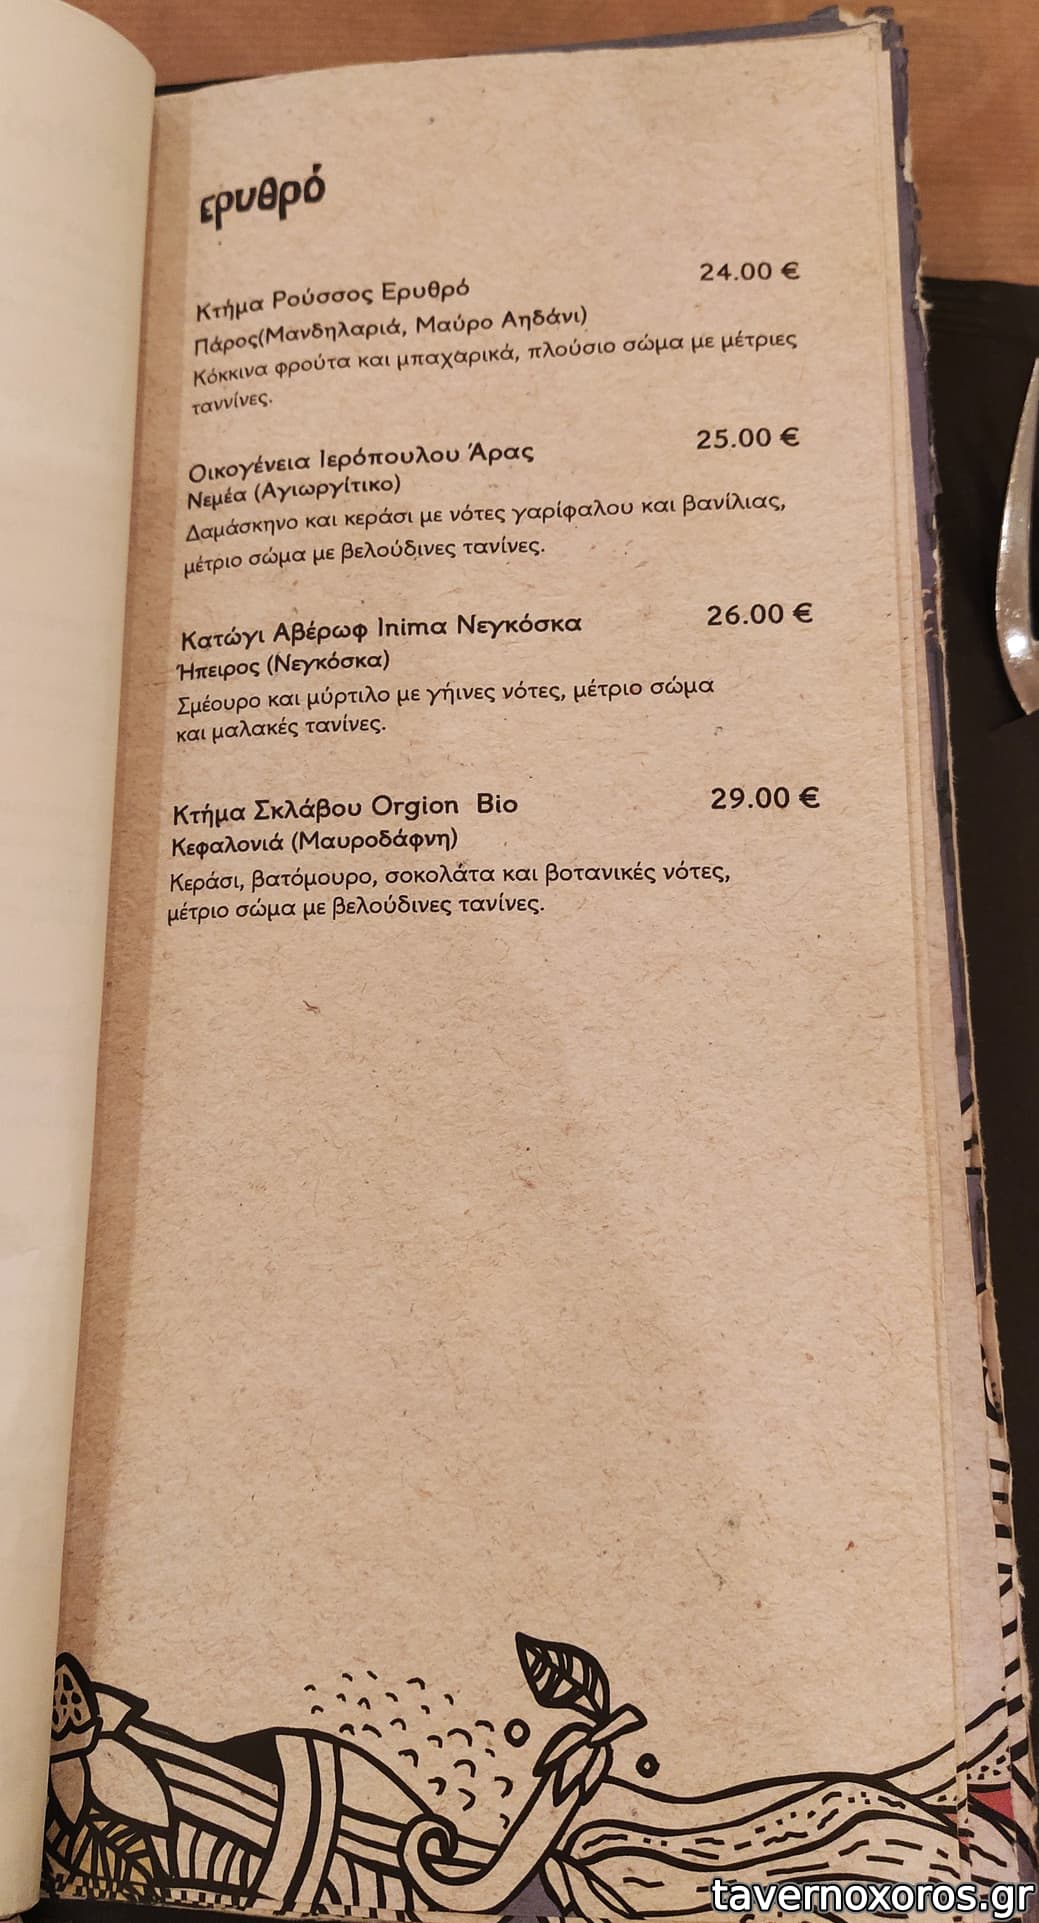 ερυθρό
Κτήμα Ρούσσος Ερυθρό 24.00 €
Πάρος(Μανδηλαριά, Μαύρο Αηδάνι)
Κόκκινα φρούτα και μπαχαρικά, πλούσιο σώμα με μέτριες
ταννίνες.
Οικογένεια Ιερόπουλου Άρας 25.00 €
Νεμέα (Αγιωργίτικο)
Δαμάσκηνο και κεράσι με νότες γαρίφαλου και βανίλιας,
μέτριο σώμα με βελούδινες τανίνες.
Κατώγι Αβέρωφ Inima Νεγκόσκα 26.00 €
Ήπειρος (Νεγκόσκα)
Σμέουρο και μύρτιλο με γήινες νότες, μέτριο σώμα
και μαλακές τανίνες.
Κτήμα Σκλάβου Orgion Bio 29.00 €
Κεφαλονιά (Μαυροδάφνη)
Κεράσι, βατόμουρο, σοκολάτα και βοτανικές νότες,
μέτριο σώμα με βελούδινες τανίνες.
tavernoxoros.gr